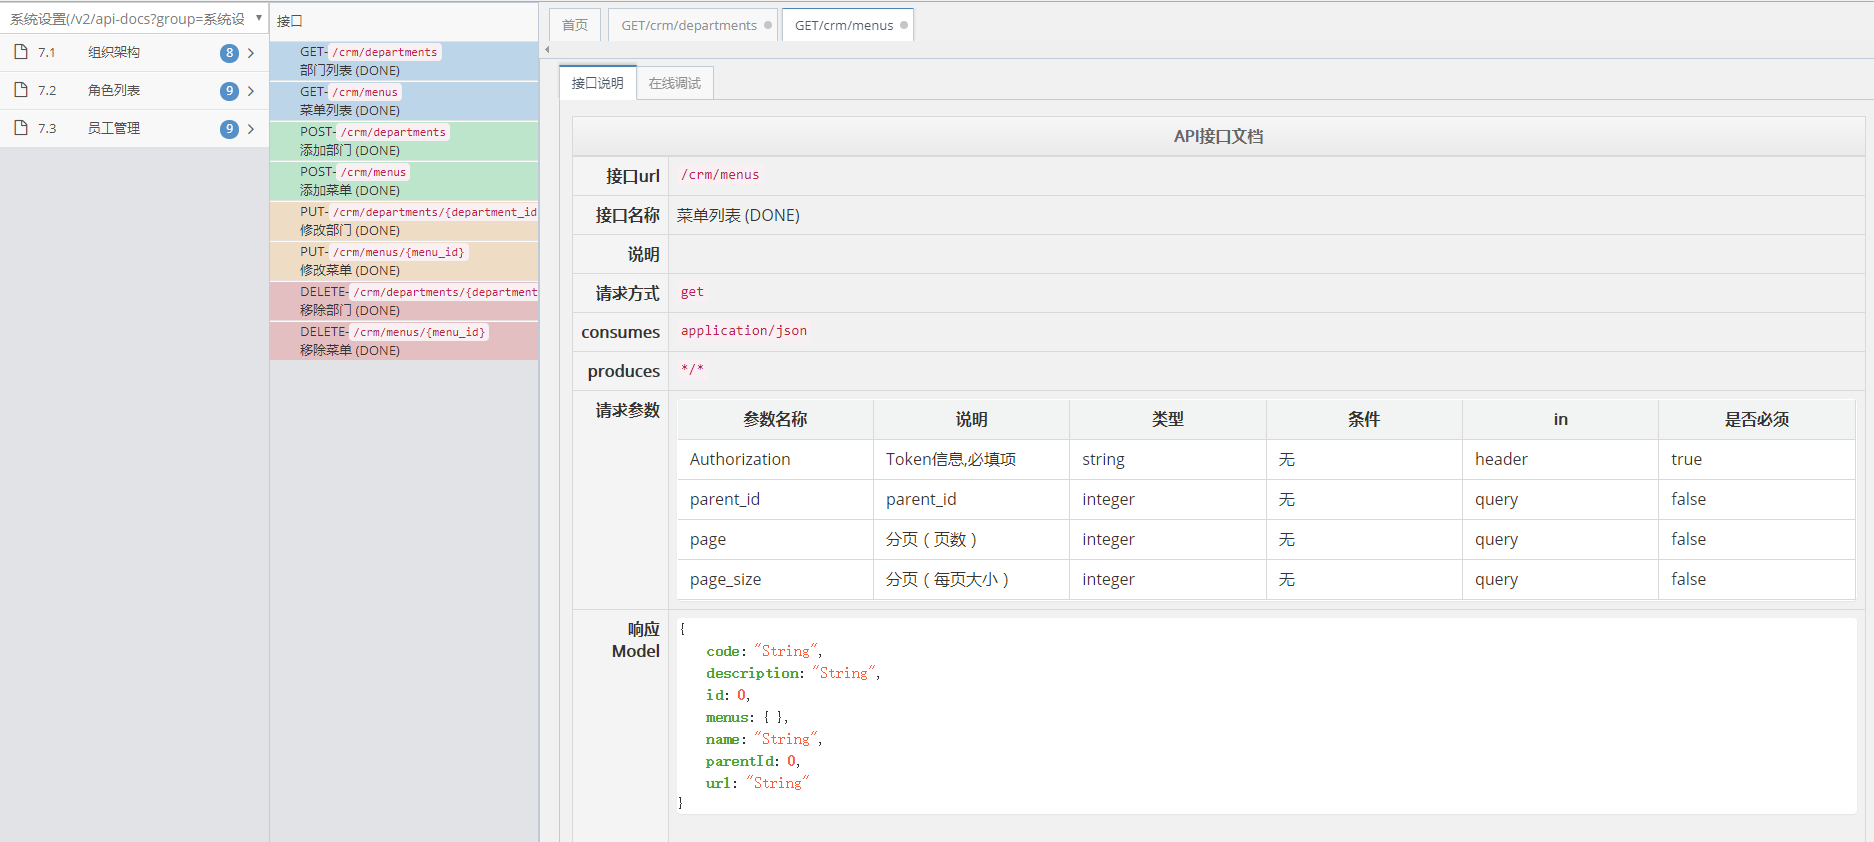 系统设置(/v2/api-docs?group=系统设
7.1 组织架构 8
7.2 角色列表 9
7.3 员工管理 9
接口
GET-/crm/departments
部门列表 (DONE)
GET-/crm/menus
菜单列表 (DONE)
POST-/crm/departments
添加部门 (DONE)
POST-/crm/menus
添加菜单 (DONE)
PUT-/crm/departments/{department_id
修改部门 (DONE)
PUT-/crm/menus/{menu_id}
修改菜单 (DONE)
DELETE-/crm/departments/{department
移除部门 (DONE)
DELETE-/crm/menus/{menu_id}
移除菜单 (DONE)
首页 GET/crm/departments GET/crm/menus
接口说明 在线调试
API接口文档
接口url /crm/menus
接口名称 菜单列表 (DONE)
说明
请求方式 get
consumes application/json
produces */*
请求参数 参数名称 说明 类型 条件 in 是否必须
Authorization Token信息,必填项 string 无 header true
parent_id parent_id integer 无 query false
page 分页（页数） integer 无 query false
page_size 分页（每页大小） integer 无 query false
响应
Model
{
code: "String",
description: "String",
id: 0,
menus: { },
name: "String",
parentId: 0,
url: "String"
}